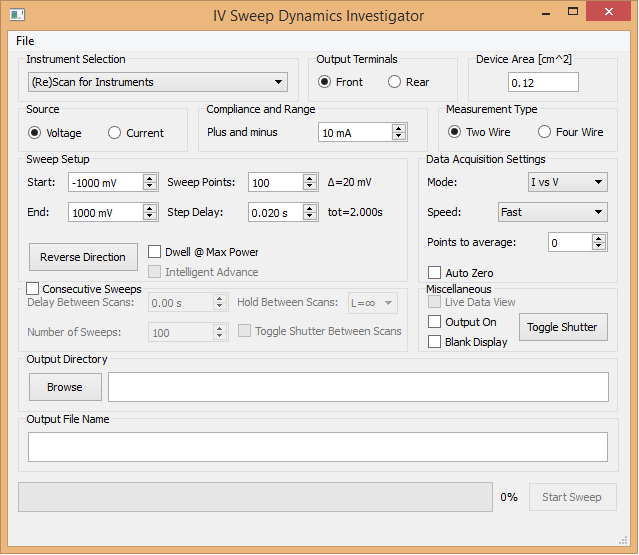 IV Sweep Dynamics Investigator
File
Instrument Selection
Output Terminals
Device Area [cm^2]
(Re)Scan for Instruments
Front
Rear
0.12
Source
Compliance and Range
Measurement Type
Voltage
Current
Plus and minus
10 mA
Two Wire
Four Wire
Sweep Setup
Data Acquisition Settings
Start:
-1000 mV
Sweep Points:
100
Δ=20 mV
Mode:
I vs V
End:
1000 mV
Step Delay:
0.020 s
tot=2.000s
Speed:
Fast
Points to average:
0
Reverse Direction
Dwell @ Max Power
Intelligent Advance
Auto Zero
Consecutive Sweeps
Miscellaneous
Delay Between Scans:
0.00 s
Hold Between Scans:
L=∞
Live Data View
Number of Sweeps:
100
Toggle Shutter Between Scans
Output On
Blank Display
Toggle Shutter
Output Directory
Browse
Output File Name
0%
Start Sweep